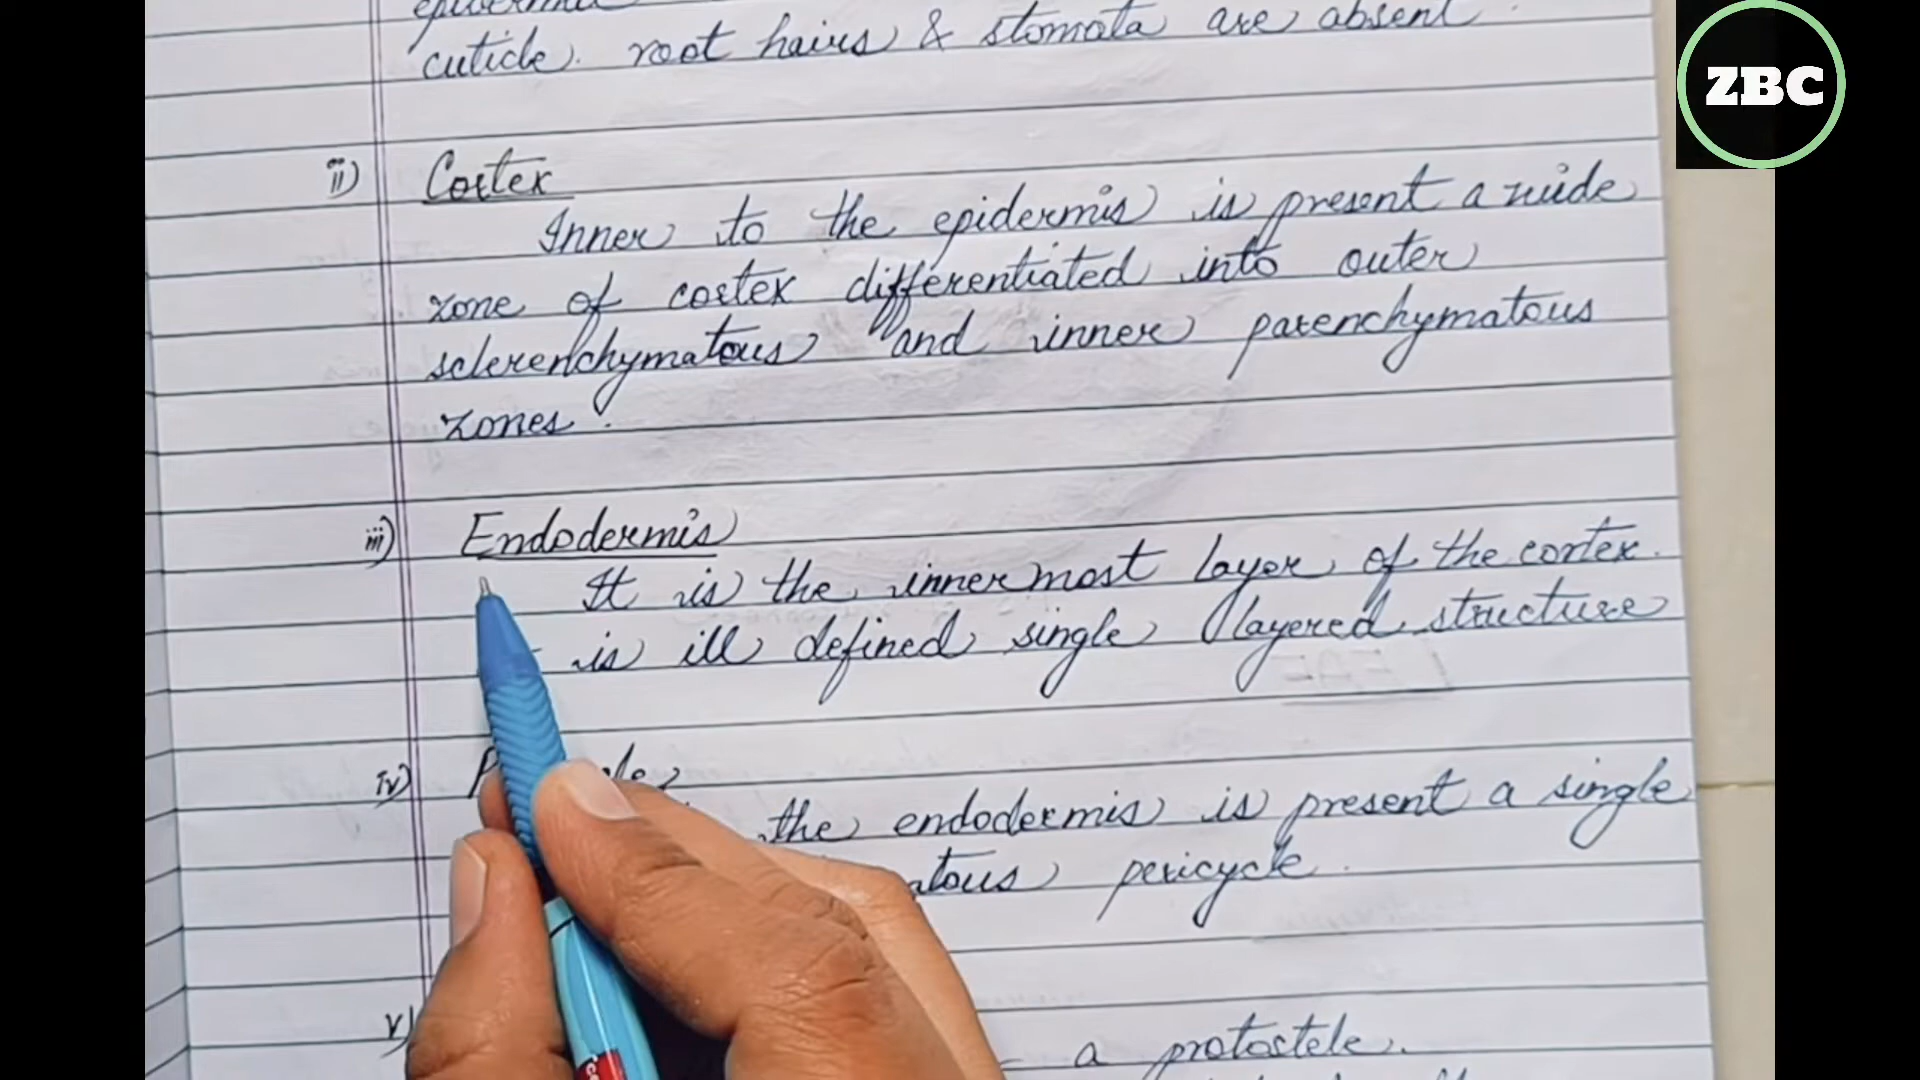 cuticle. root hairs & stomata are absent.
ZBC
ii) Cortex
Inner to the epidermis is present a wide
zone of cortex differentiated into outer
sclerenchymatous and inner parenchymatous
zones.
iii) Endodermis
It is the innermost layer of the cortex.
is ill defined single layered structure
iv)
the endodermis is present a single
pericycle.
v)
a protostele.